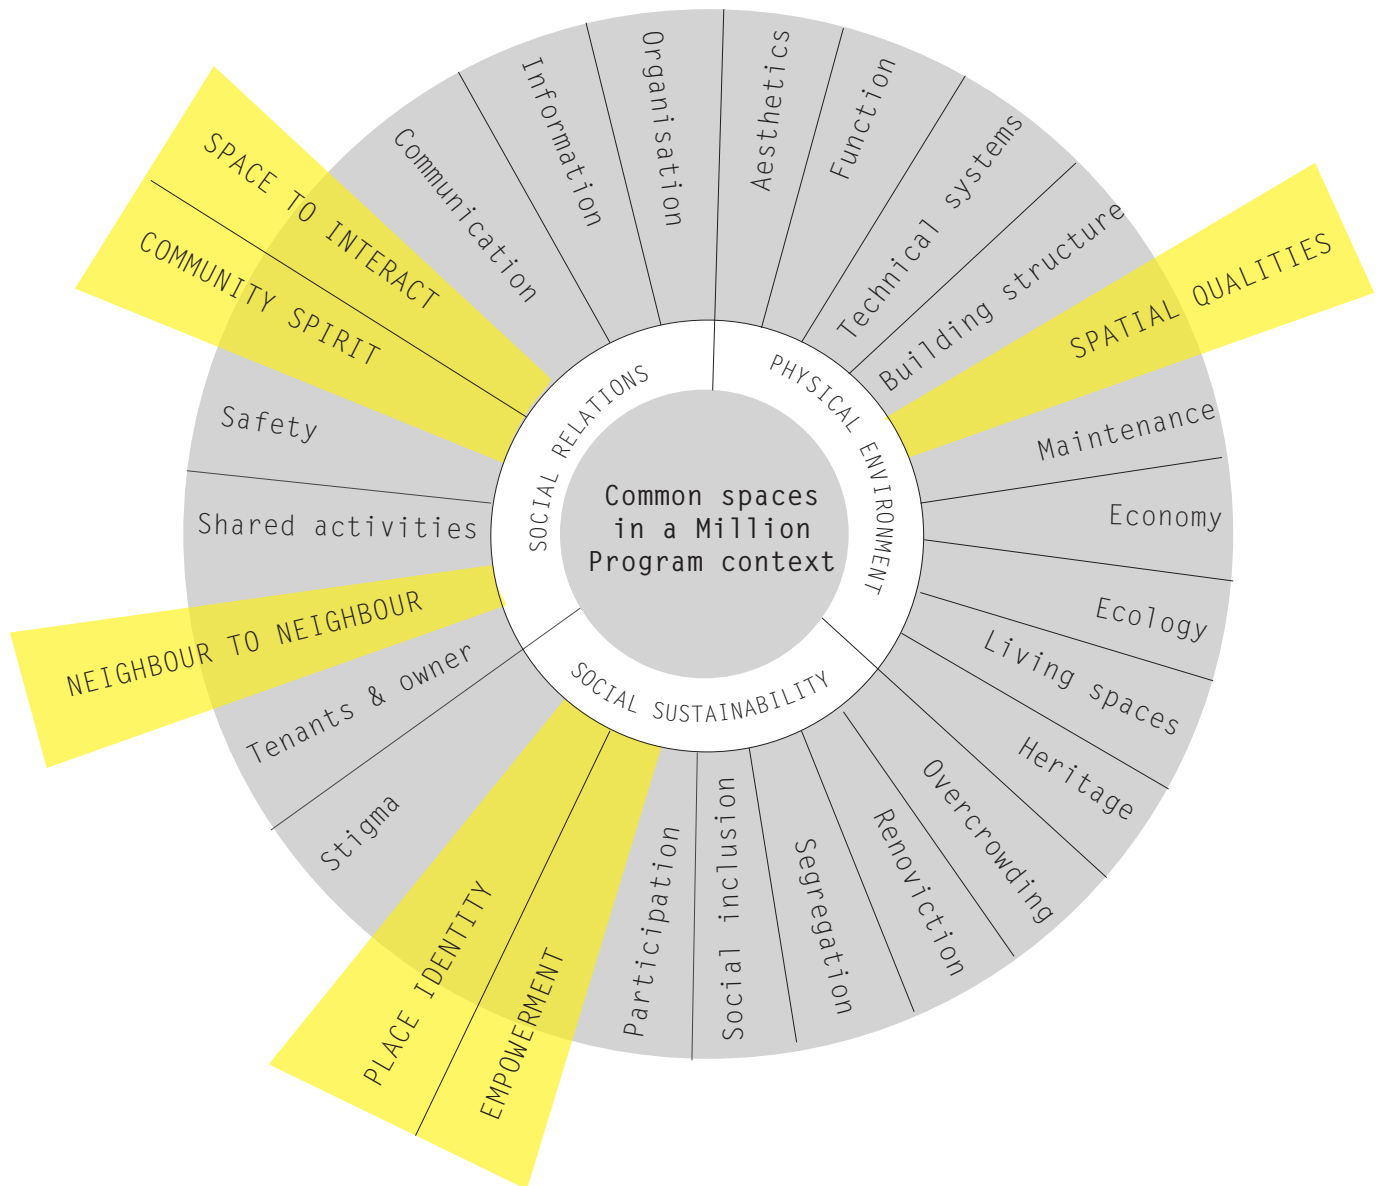 Common spaces
in a Million
Program context
PHYSICAL ENVIRONMENT
SOCIAL SUSTAINABILITY
SOCIAL RELATIONS
Aesthetics
Function
Technical systems
Building structure
SPATIAL QUALITIES
Maintenance
Economy
Ecology
Living spaces
Heritage
Overcrowding
Renoviction
Segregation
Social inclusion
Participation
EMPOWERMENT
PLACE IDENTITY
Stigma
Tenants & owner
NEIGHBOUR TO NEIGHBOUR
Shared activities
Safety
COMMUNITY SPIRIT
SPACE TO INTERACT
Communication
Information
Organisation